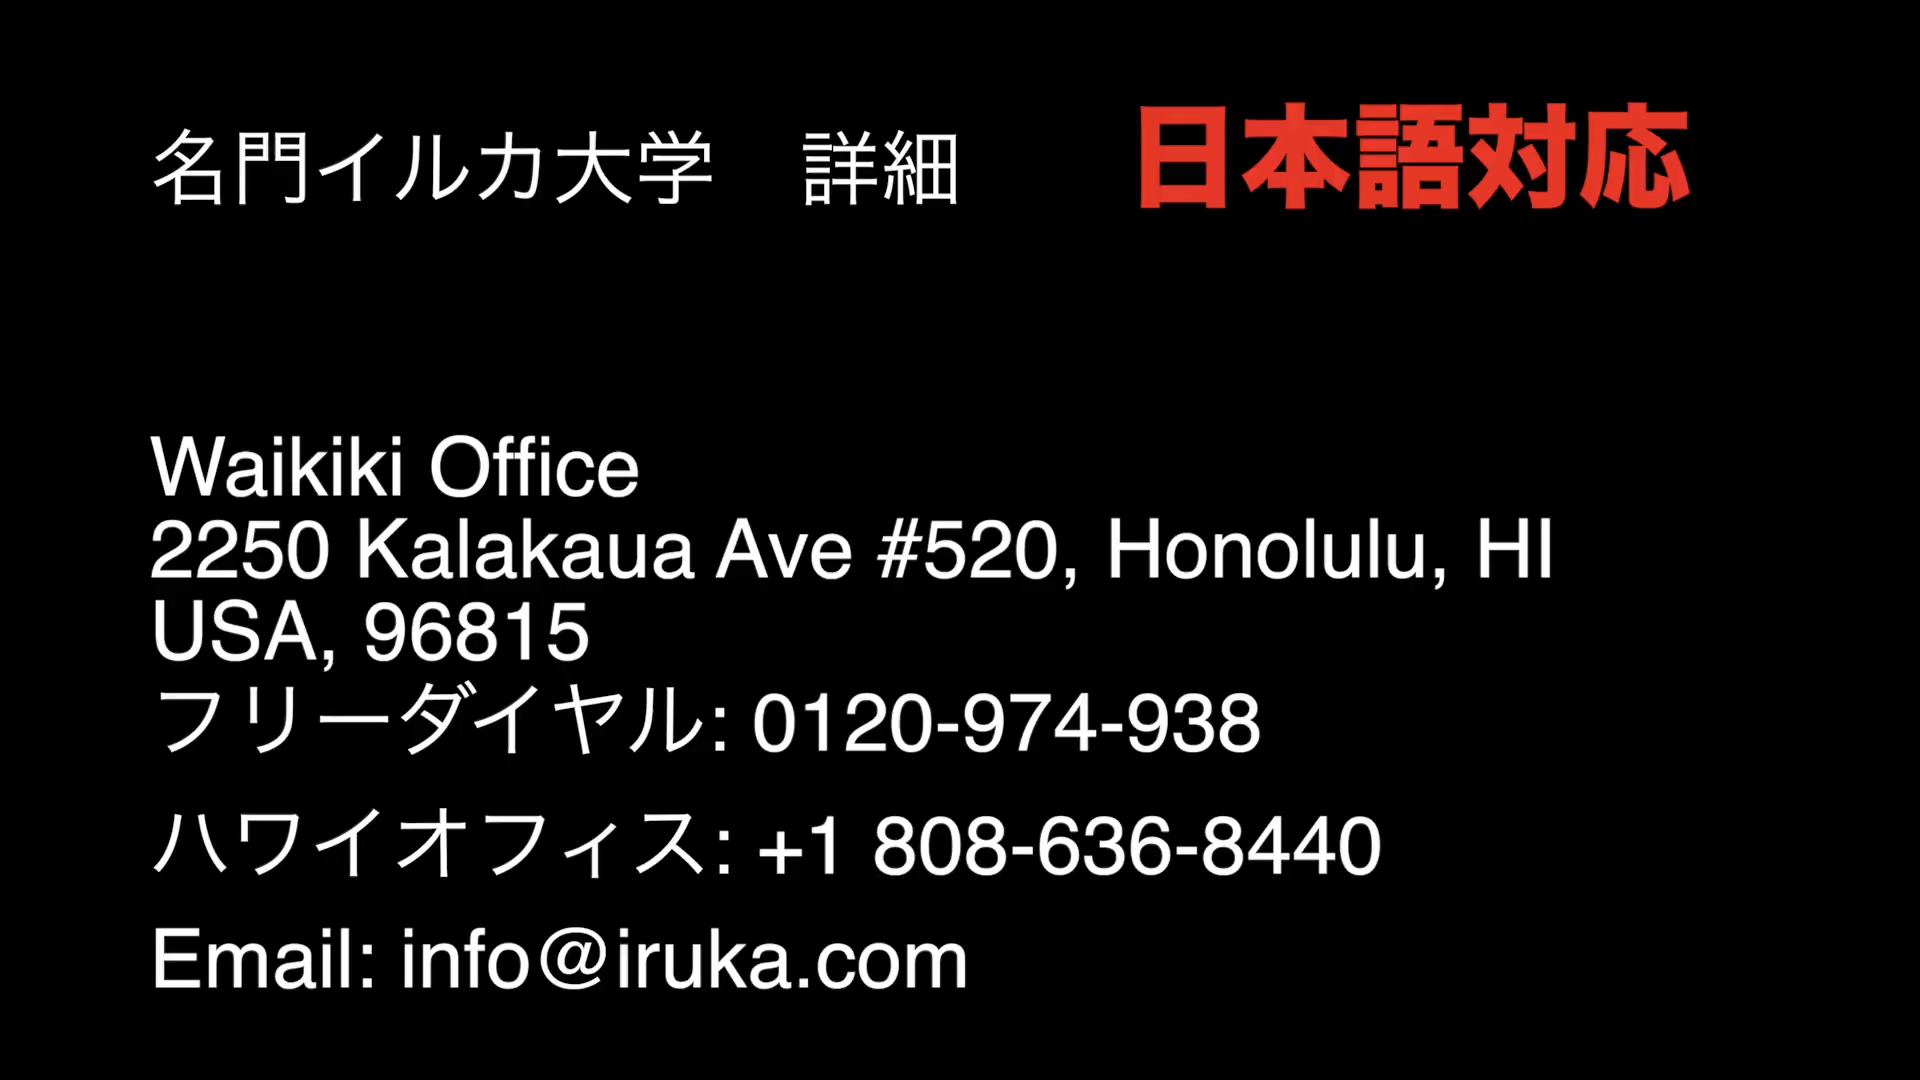 名門イルカ大学　詳細　日本語対応
Waikiki Office
2250 Kalakaua Ave #520, Honolulu, HI
USA, 96815
フリーダイヤル: 0120-974-938
ハワイオフィス: +1 808-636-8440
Email: info@iruka.com